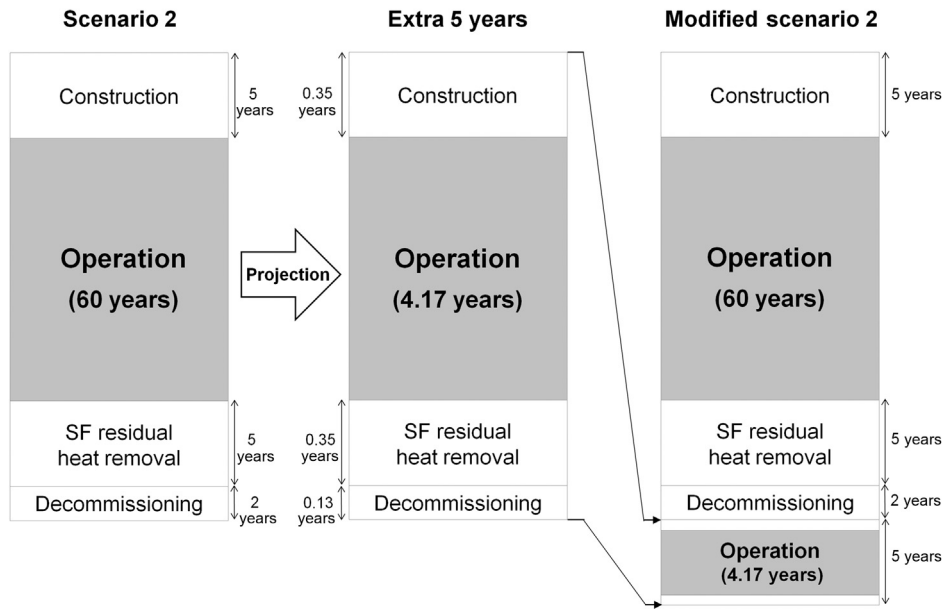 Scenario 2
Construction
5
years
Operation
(60 years)
SF residual
heat removal
5
years
Decommissioning
2
years
Projection
Extra 5 years
0.35
years
Construction
Operation
(4.17 years)
0.35
years
SF residual
heat removal
0.13
years
Decommissioning
Modified scenario 2
Construction
5 years
Operation
(60 years)
SF residual
heat removal
5 years
Decommissioning
2 years
Operation
(4.17 years)
5 years